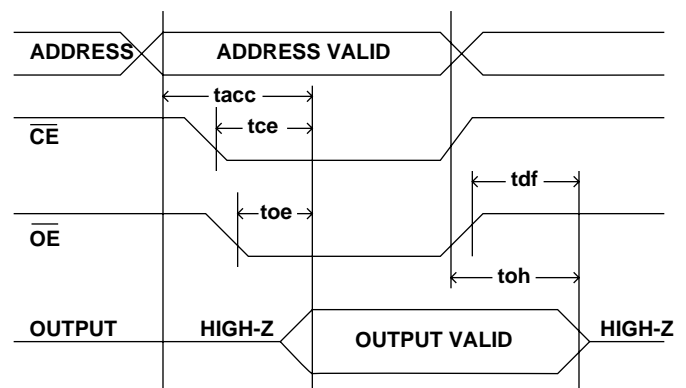 ADDRESS ADDRESS VALID
tacc
CE tce
tdf
OE toe
toh
OUTPUT HIGH-Z OUTPUT VALID HIGH-Z